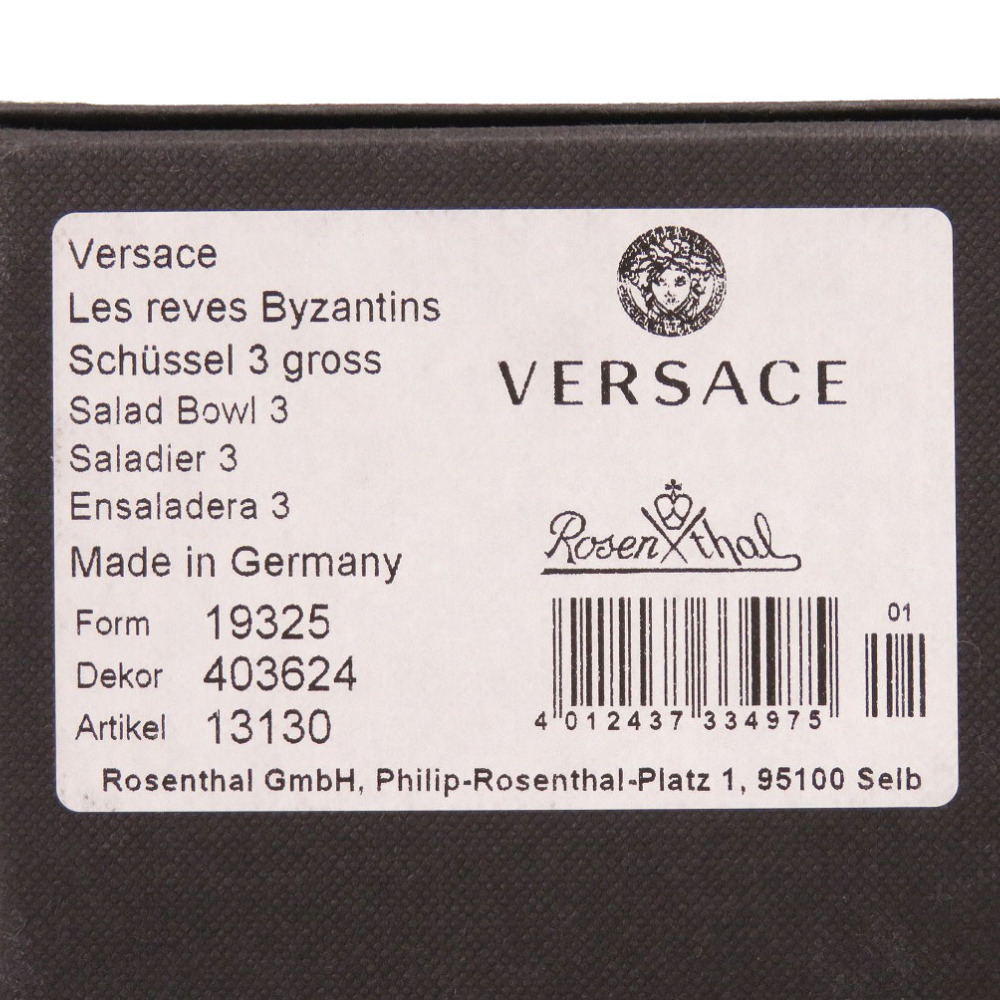 Versace
Les reves Byzantins
Schüssel 3 gross
Salad Bowl 3
Saladier 3
Ensaladera 3
Made in Germany
Form 19325
Dekor 403624
Artikel 13130
VERSACE
Rosenthal
01
4 012437 334975
Rosenthal GmbH, Philip-Rosenthal-Platz 1, 95100 Selb